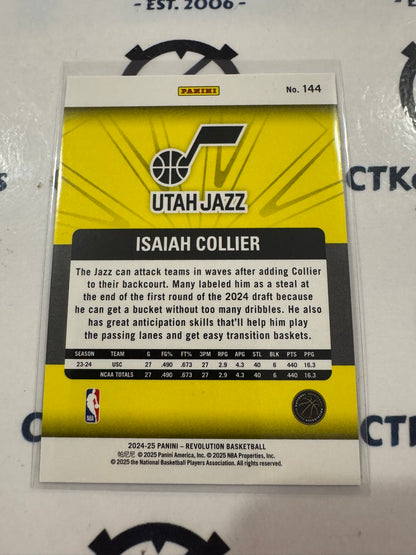 - EST. 2006 -
PANINI
No. 144
UTAH JAZZ
CTK
ISAIAH COLLIER
The Jazz can attack teams in waves after adding Collier
to their backcourt. Many labeled him as a steal at
the end of the first round of the 2024 draft because
he can get a bucket without too many dribbles. He also
has great anticipation skills that'll help him play
the passing lanes and get easy transition baskets.
SEASON TEAM G FG% FT% 3PM RPG APG STL BLK PTS PPG
23-24 USC 27 .490 .673 27 2.9 4.3 40 6 440 16.3
NCAA TOTALS 27 .490 .673 27 2.9 4.3 40 6 440 16.3
NBA
2024-25 PANINI – REVOLUTION BASKETBALL
帕尼尼 © 2025 Panini America, Inc. © 2025 NBA Properties, Inc.
© 2025 the National Basketball Players Association. All rights reserved.
CTK